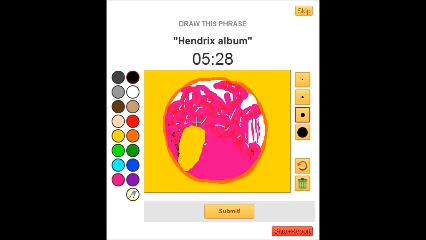 Skip
DRAW THIS PHRASE
"Hendrix album"
05:28
Submit!